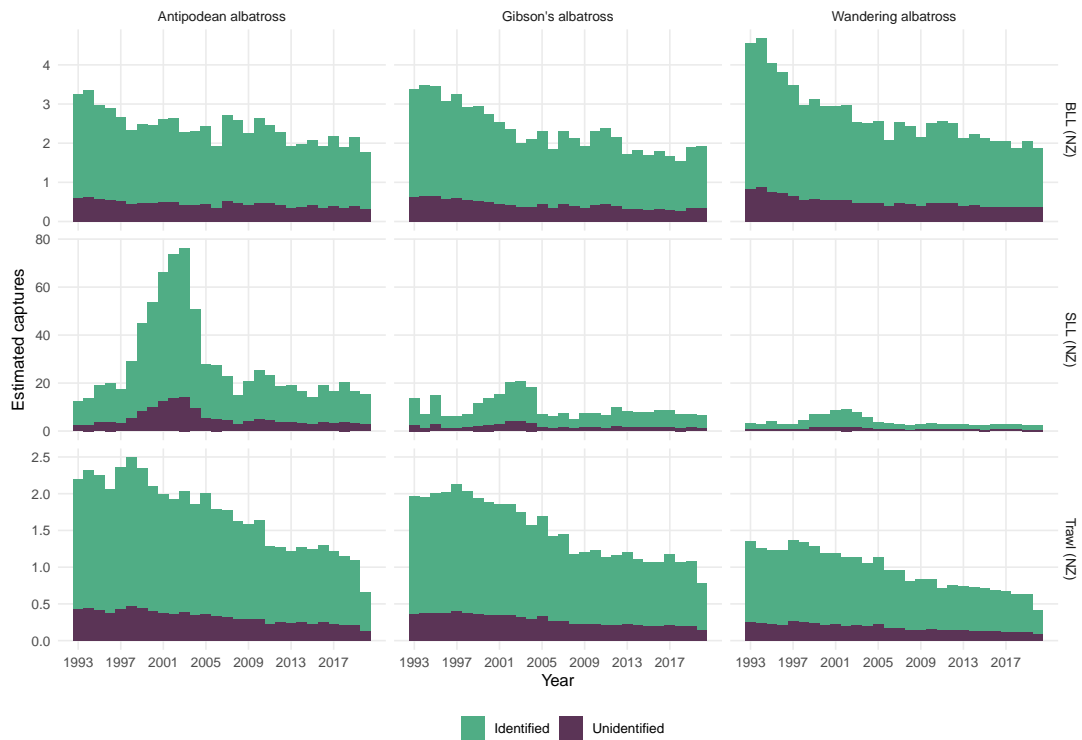 Antipodean albatross Gibson's albatross Wandering albatross
4
3
2
1
0
BLL (NZ)
80
60
40
20
0
SLL (NZ)
2.5
2.0
1.5
1.0
0.5
0.0
Trawl (NZ)
Estimated captures
1993 1997 2001 2005 2009 2013 2017 1993 1997 2001 2005 2009 2013 2017 1993 1997 2001 2005 2009 2013 2017
Year
Identified Unidentified